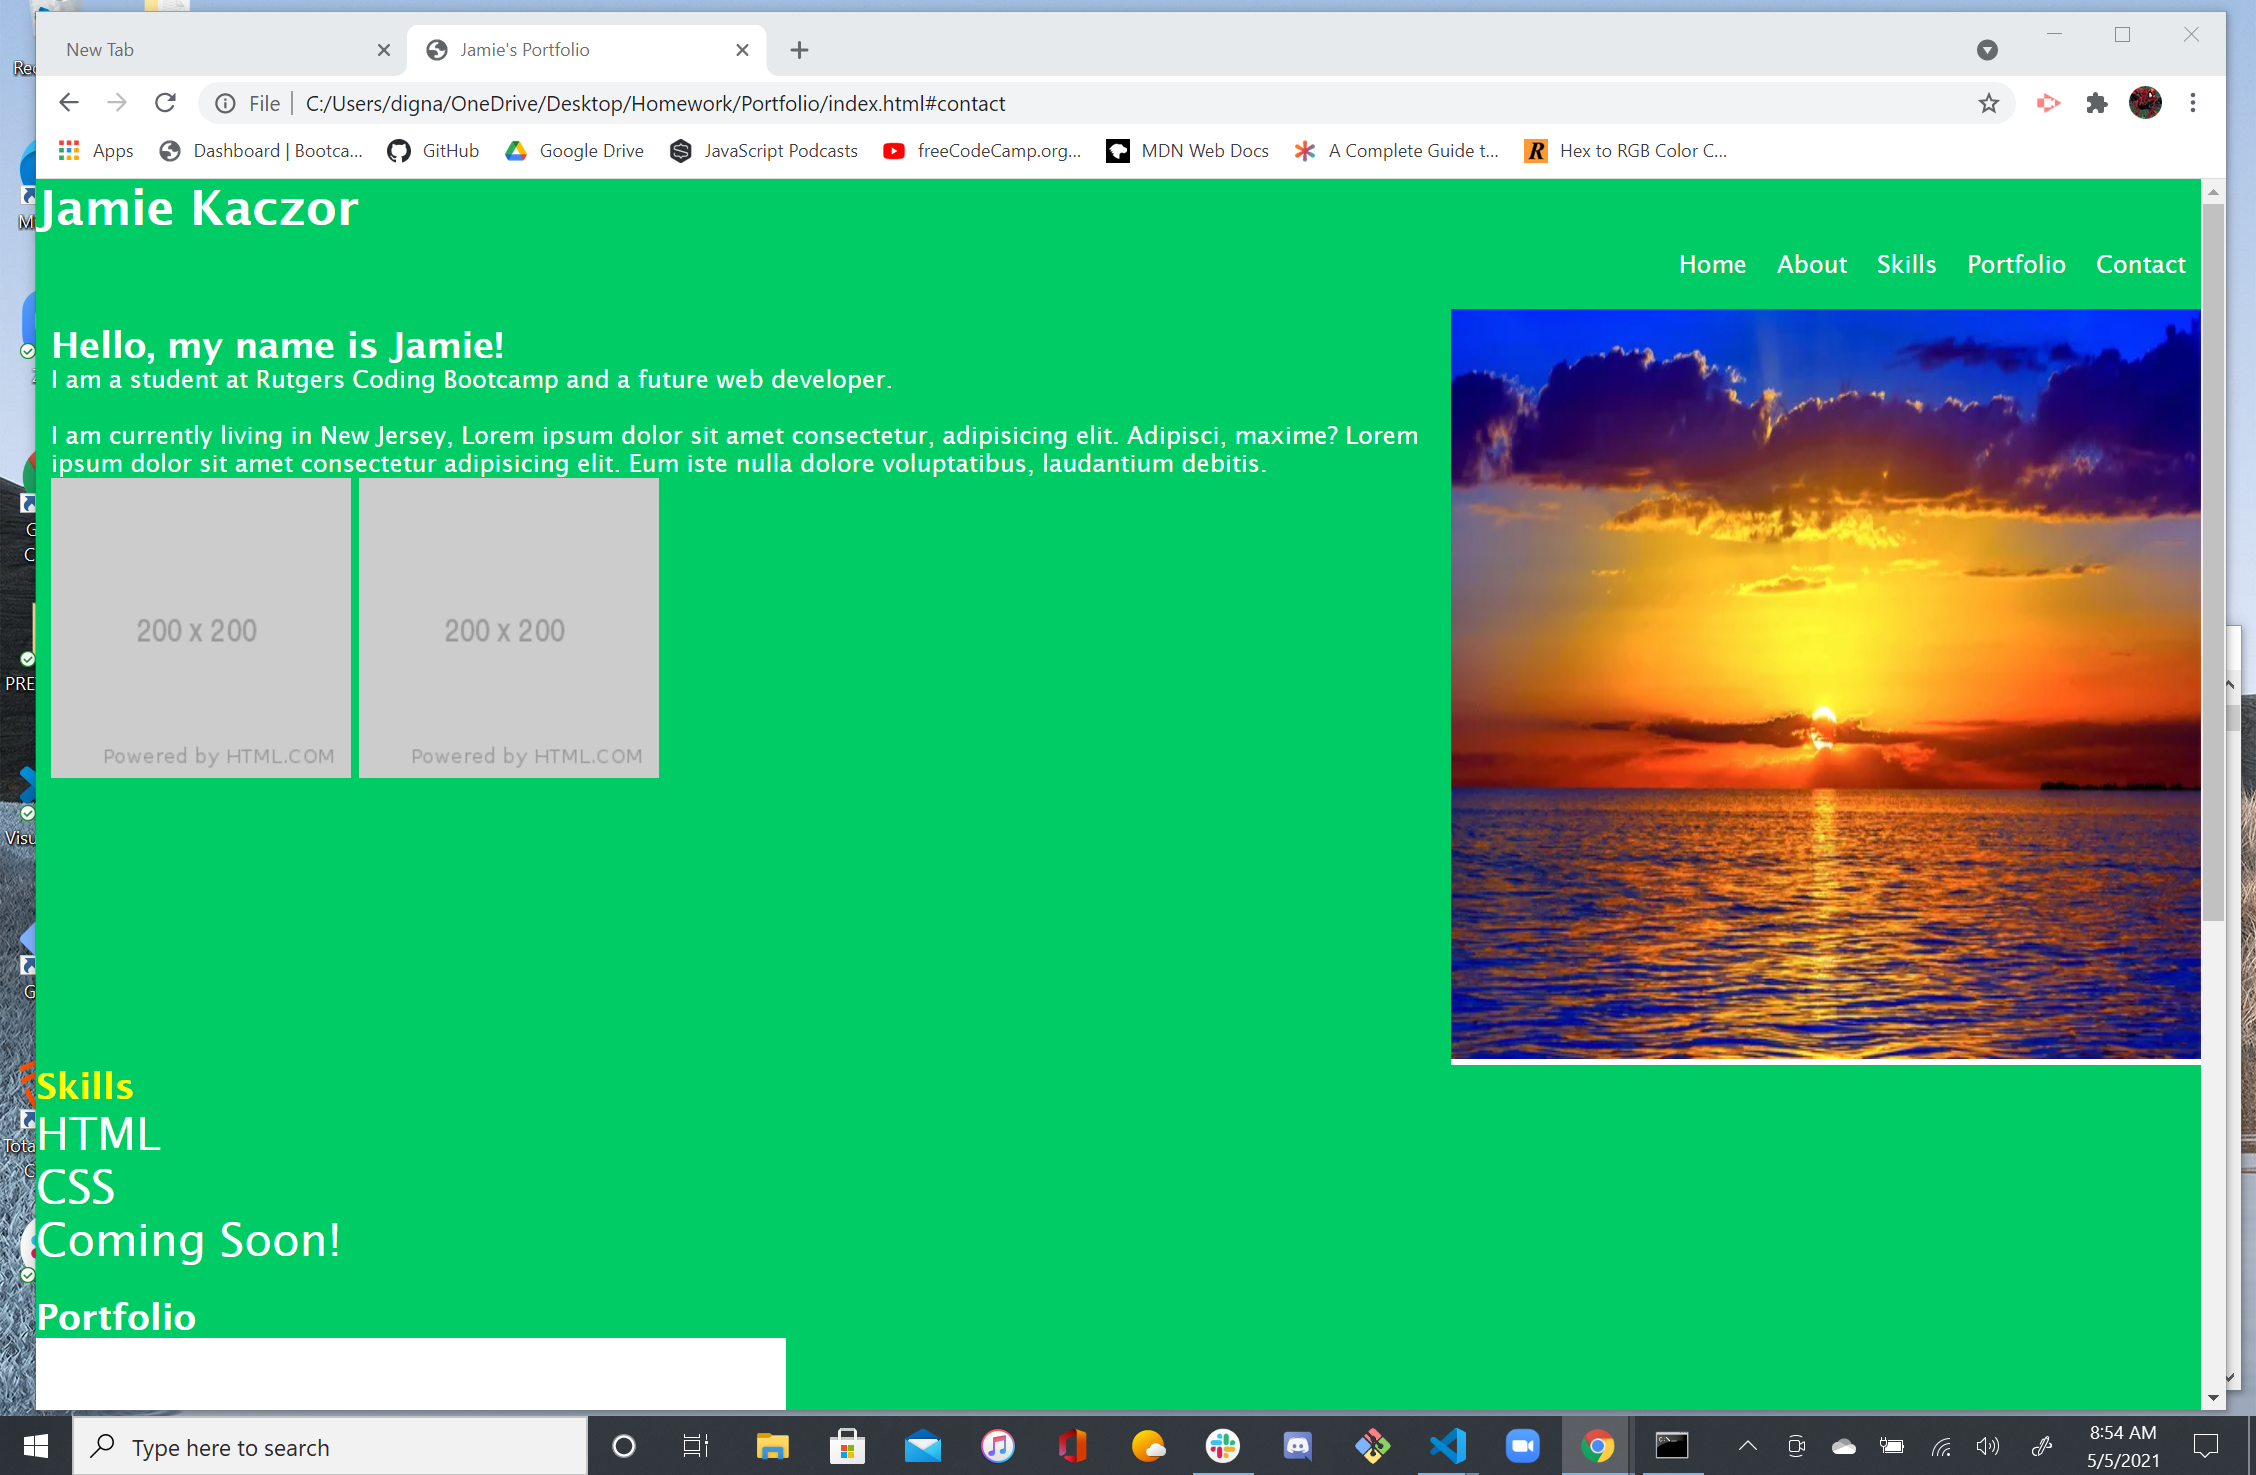 New Tab
Jamie's Portfolio
File
C:/Users/digna/OneDrive/Desktop/Homework/Portfolio/index.html#contact
Apps
Dashboard | Bootca...
GitHub
Google Drive
JavaScript Podcasts
freeCodeCamp.org...
MDN Web Docs
A Complete Guide t...
Hex to RGB Color C...
Jamie Kaczor
Home About Skills Portfolio Contact
Hello, my name is Jamie!
I am a student at Rutgers Coding Bootcamp and a future web developer.
I am currently living in New Jersey, Lorem ipsum dolor sit amet consectetur, adipisicing elit. Adipisci, maxime? Lorem
ipsum dolor sit amet consectetur adipisicing elit. Eum iste nulla dolore voluptatibus, laudantium debitis.
200 x 200
Powered by HTML.COM
200 x 200
Powered by HTML.COM
Skills
HTML
CSS
Coming Soon!
Portfolio
Type here to search
8:54 AM
5/5/2021